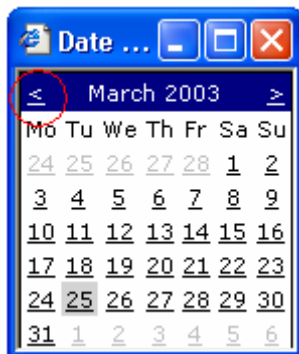 Date ...
< March 2003 >
Mo Tu We Th Fr Sa Su
24 25 26 27 28 1 2
3 4 5 6 7 8 9
10 11 12 13 14 15 16
17 18 19 20 21 22 23
24 25 26 27 28 29 30
31 1 2 3 4 5 6